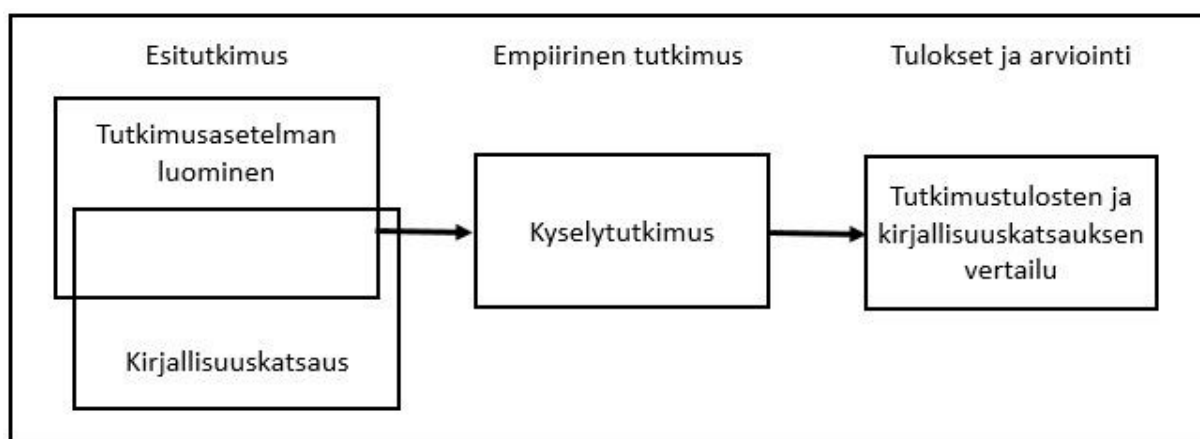 Esitutkimus
Empiirinen tutkimus
Tulokset ja arviointi
Tutkimusasetelman
luominen
Kirjallisuuskatsaus
Kyselytutkimus
Tutkimustulosten ja
kirjallisuuskatsauksen
vertailu